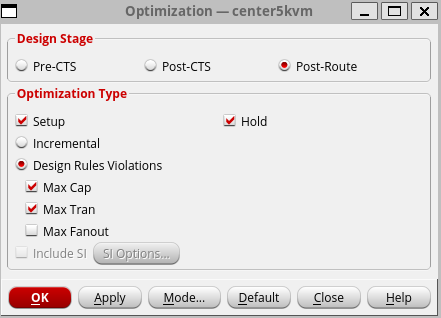 Optimization — center5kvm
Design Stage
Pre-CTS Post-CTS Post-Route
Optimization Type
Setup Hold
Incremental
Design Rules Violations
Max Cap
Max Tran
Max Fanout
Include SI SI Options...
OK Apply Mode... Default Close Help